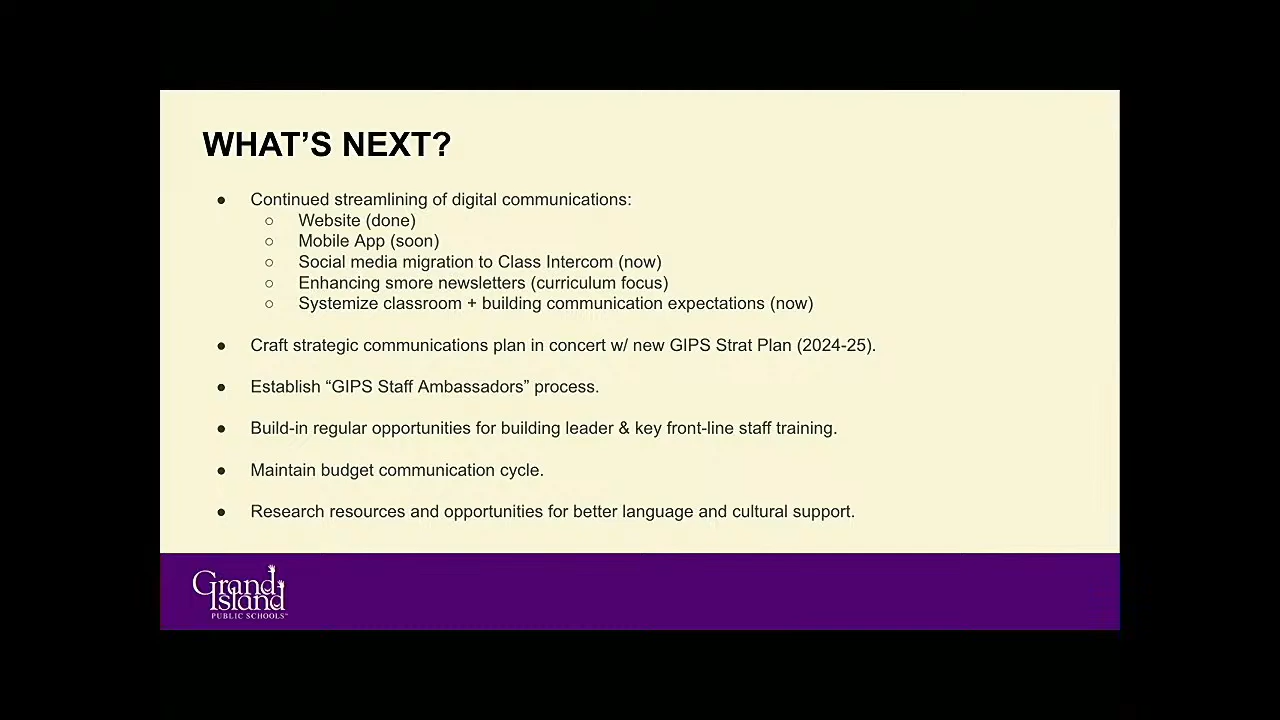 WHAT’S NEXT?
● Continued streamlining of digital communications:
○ Website (done)
○ Mobile App (soon)
○ Social media migration to Class Intercom (now)
○ Enhancing smore newsletters (curriculum focus)
○ Systemize classroom + building communication expectations (now)
● Craft strategic communications plan in concert w/ new GIPS Strat Plan (2024-25).
● Establish “GIPS Staff Ambassadors” process.
● Build-in regular opportunities for building leader & key front-line staff training.
● Maintain budget communication cycle.
● Research resources and opportunities for better language and cultural support.
Grand
Island
PUBLIC SCHOOLS